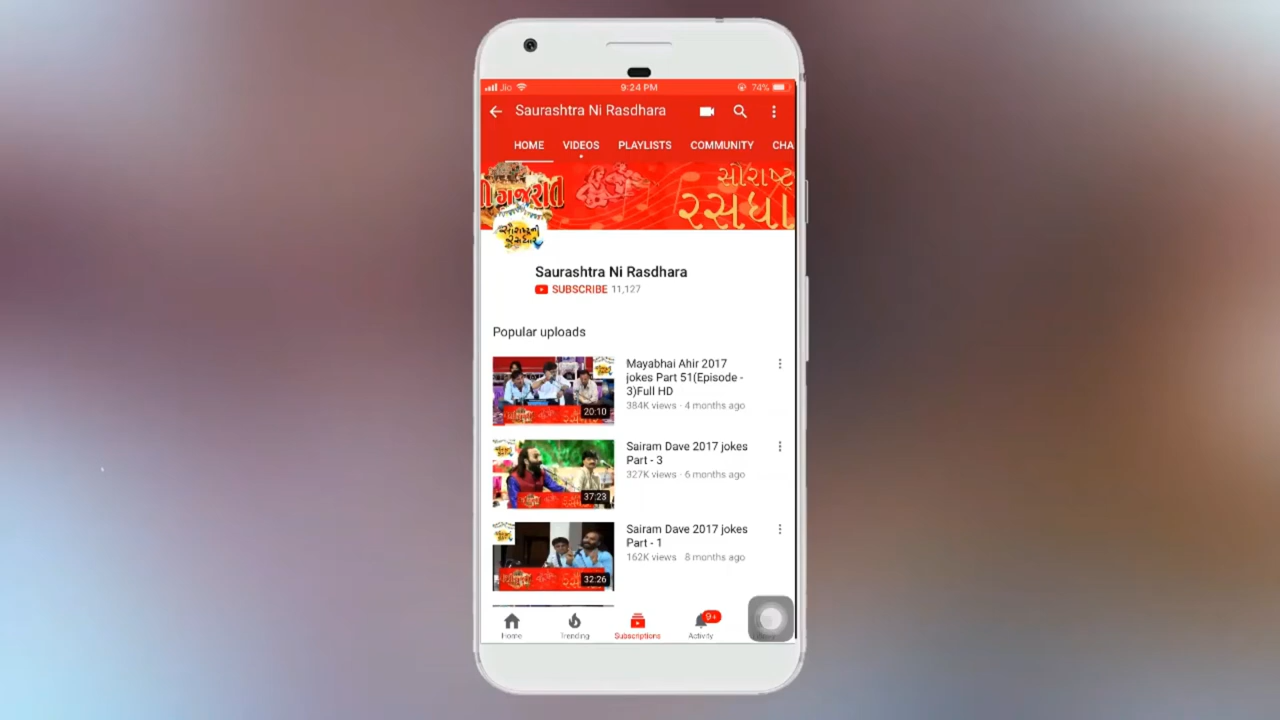 Jio 9:24 PM 74%
Saurashtra Ni Rasdhara
HOME VIDEOS PLAYLISTS COMMUNITY CHA
ગુજરાત
સૌરાષ્ટ્ર
રસધા
Saurashtra Ni Rasdhara
SUBSCRIBE 11,127
Popular uploads
Mayabhai Ahir 2017
jokes Part 51(Episode -
3)Full HD
384K views · 4 months ago
20:10
Sairam Dave 2017 jokes
Part - 3
327K views · 6 months ago
37:23
Sairam Dave 2017 jokes
Part - 1
162K views · 8 months ago
32:26
9+
Home Trending Subscriptions Activity